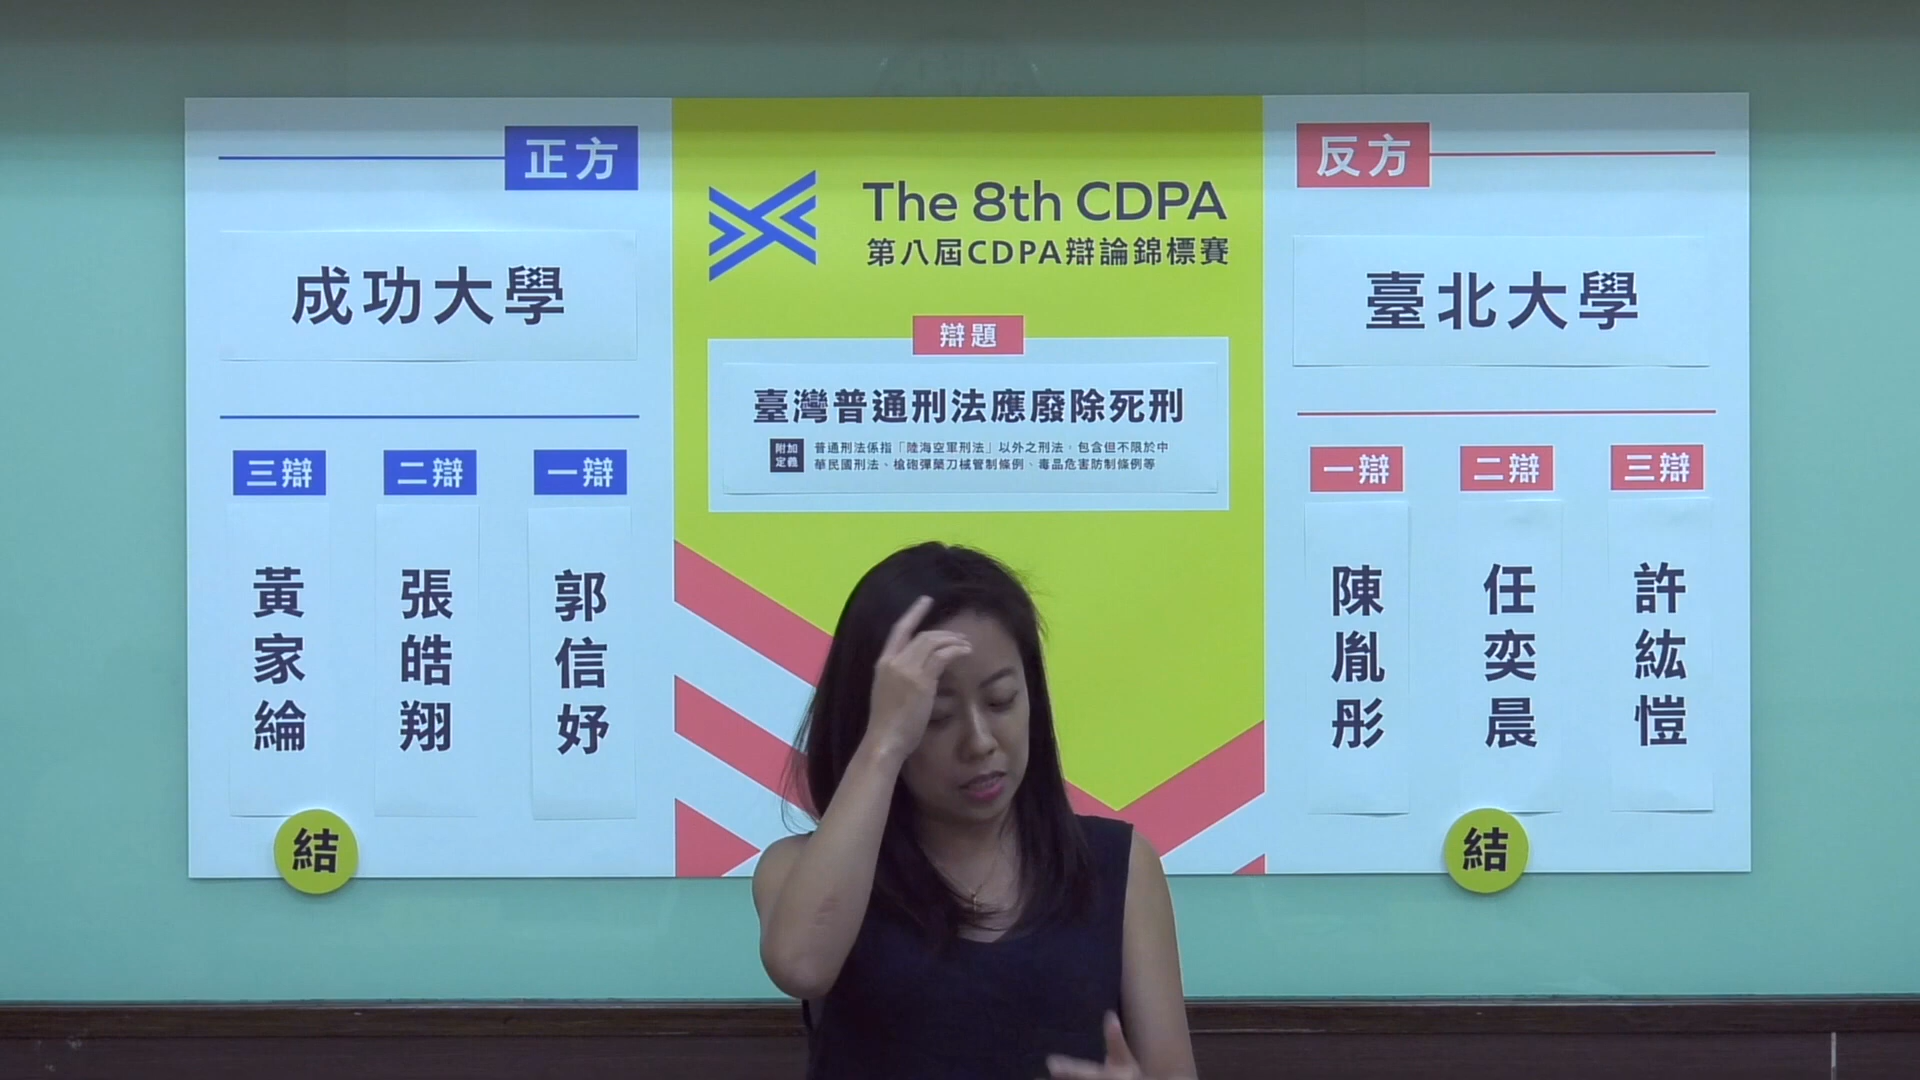 正方
成功大學
三辯
二辯
一辯
黃家綸
張皓翔
郭信妤
結
The 8th CDPA
第八屆CDPA辯論錦標賽
辯題
臺灣普通刑法應廢除死刑
附加
定義
普通刑法係指「陸海空軍刑法」以外之刑法，包含但不限於中
華民國刑法、槍砲彈藥刀械管制條例、毒品危害防制條例等
反方
臺北大學
一辯
二辯
三辯
陳胤彤
任奕晨
許紘愷
結